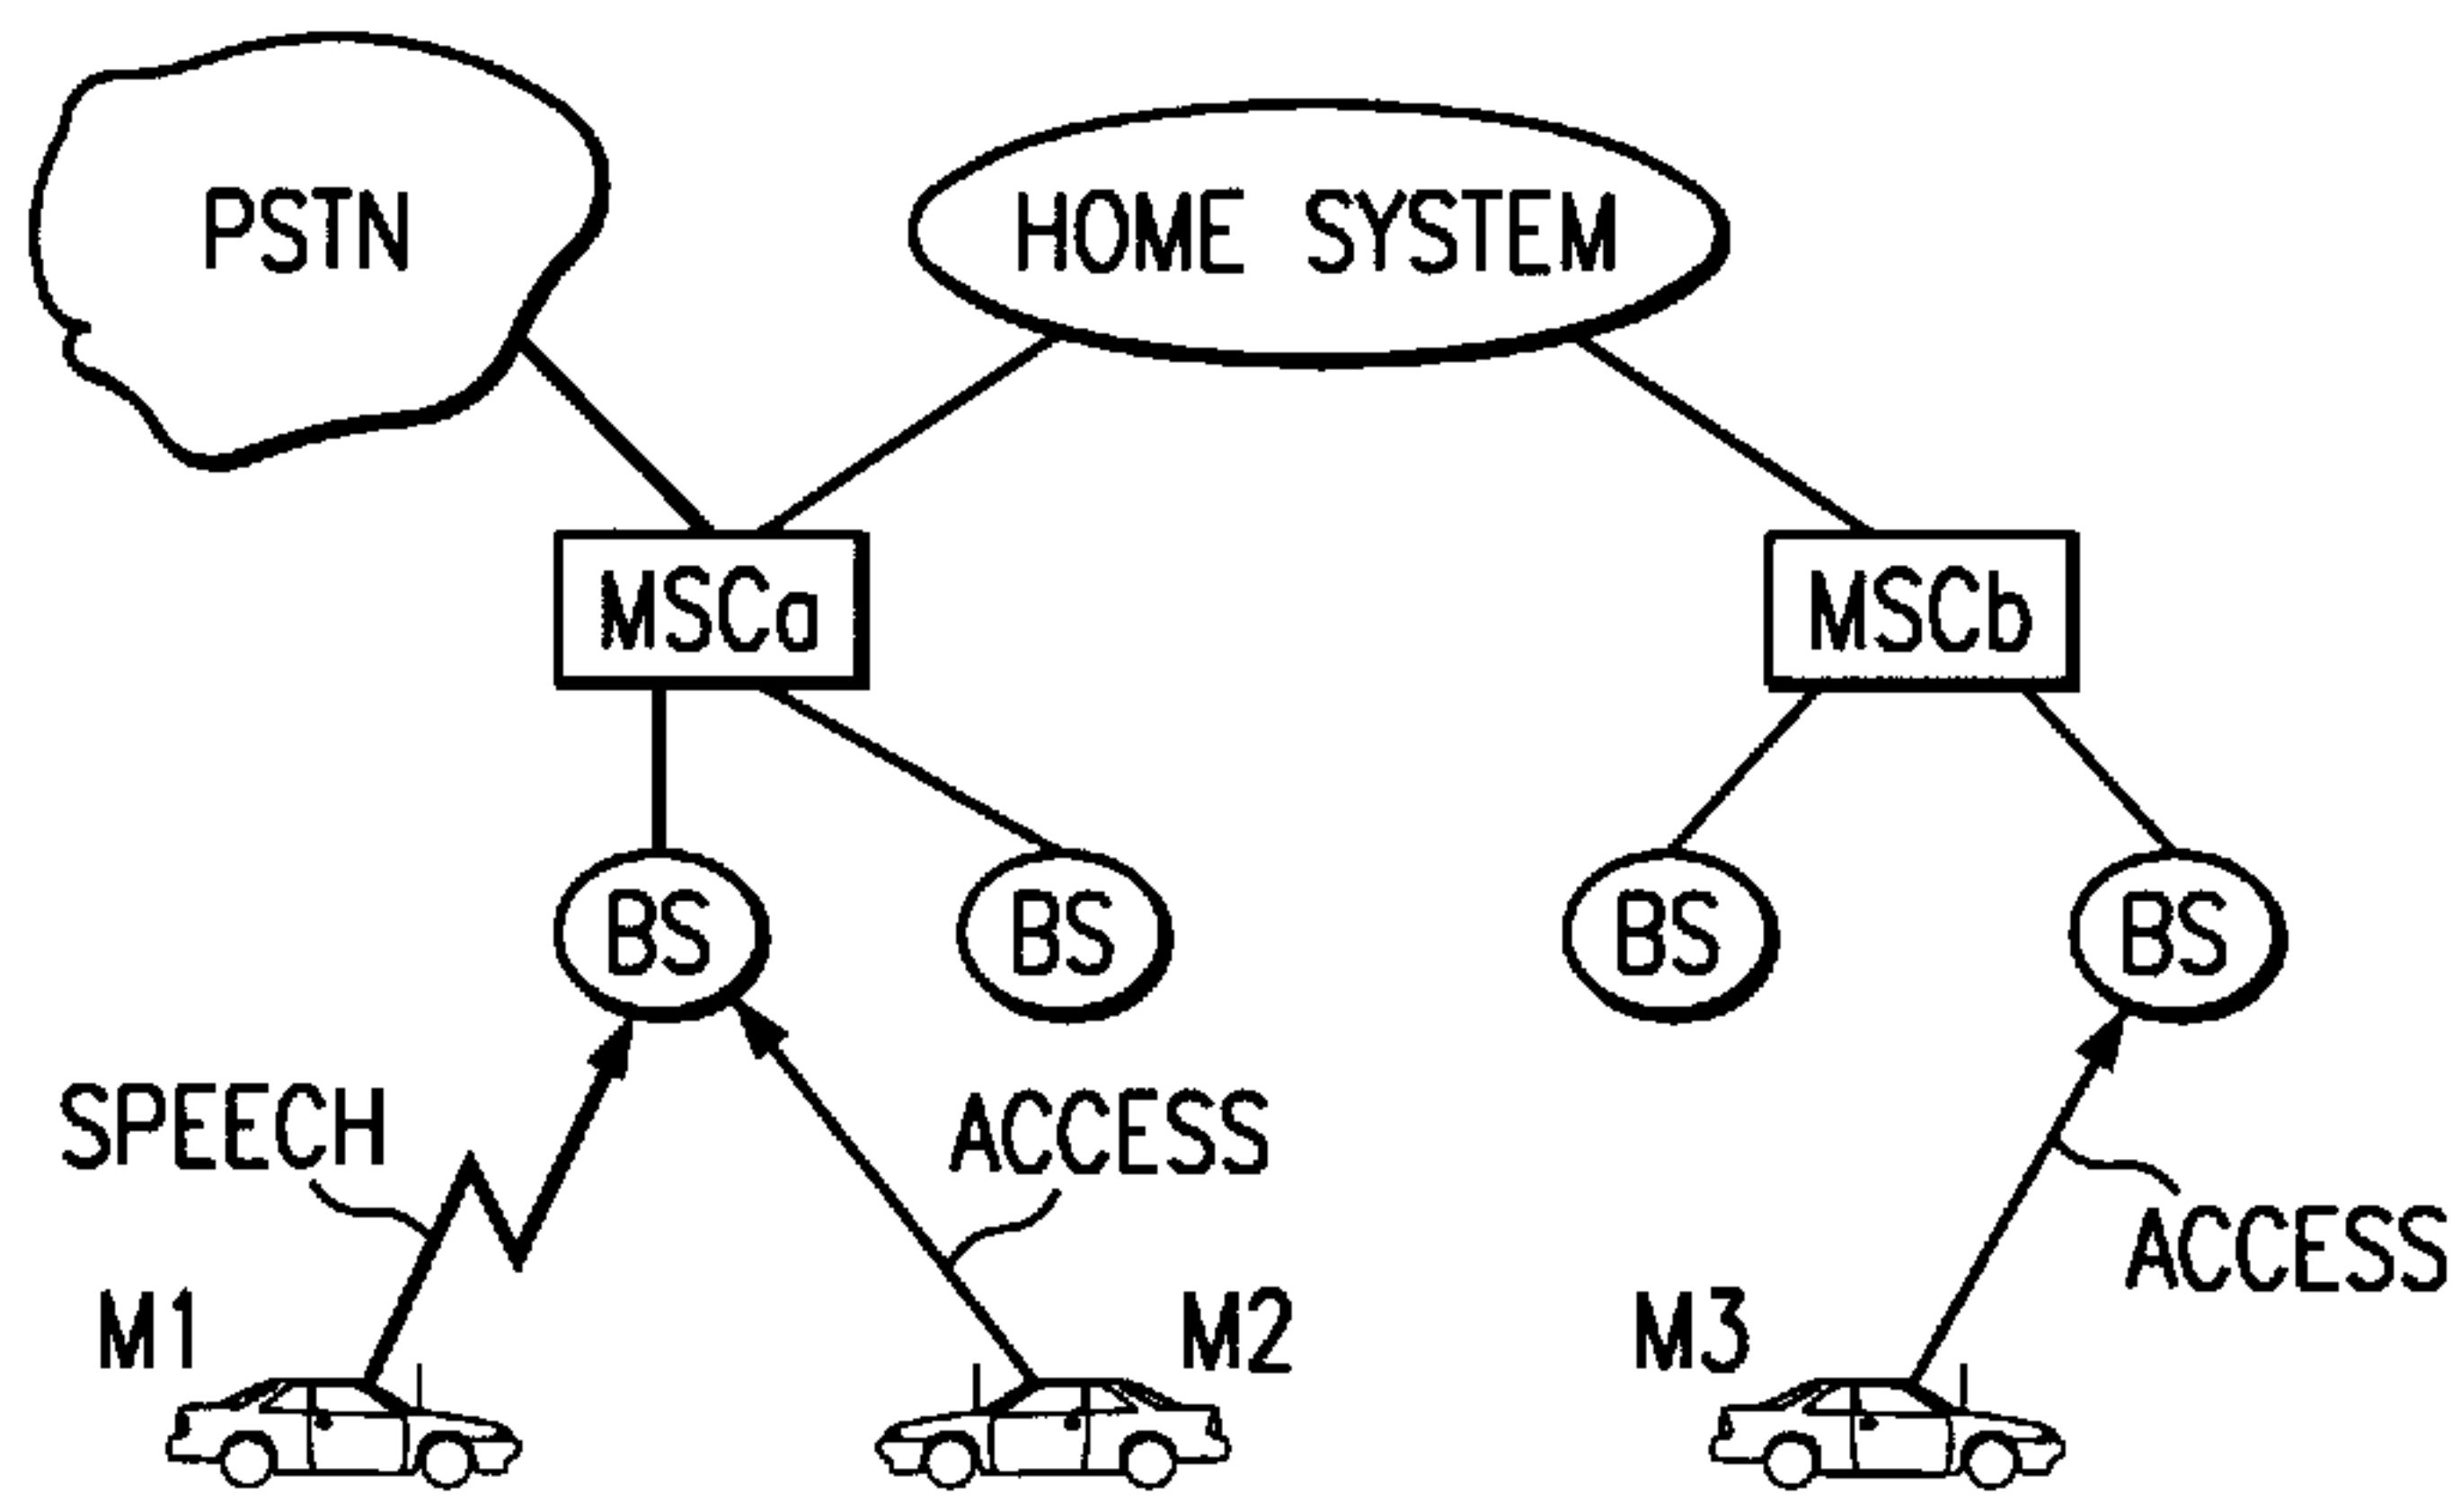 PSTN
HOME SYSTEM
MSCa
MSCb
BS
BS
BS
BS
SPEECH
ACCESS
ACCESS
M1
M2
M3